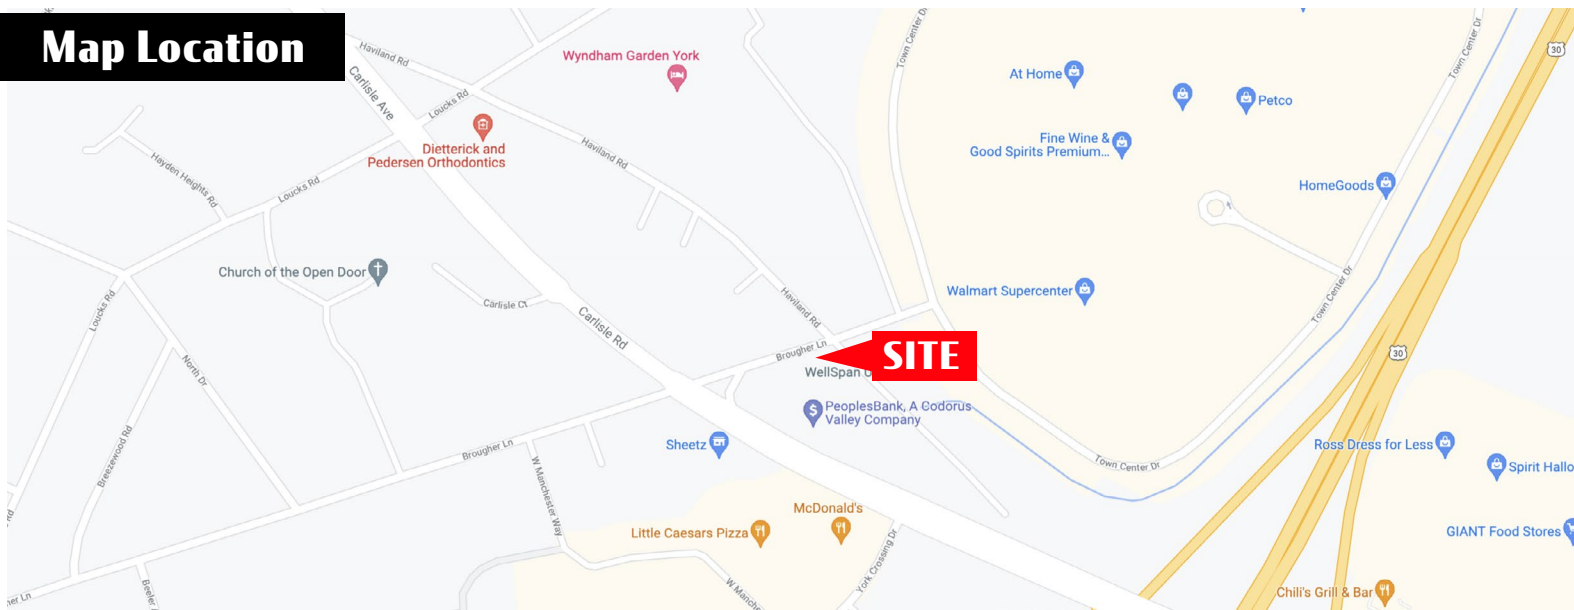 Map Location
Haviland Rd
Carlisle Ave
Loucks Rd
Wyndham Garden York
Town Center Dr
Town Center Dr
30
At Home
Petco
Fine Wine &
Good Spirits Premium...
HomeGoods
Dietterick and
Pedersen Orthodontics
Haviland Rd
Hayden Heights Rd
Loucks Rd
Church of the Open Door
Carlisle Ct
Loucks Rd
Carlisle Rd
Haviland Rd
Walmart Supercenter
Town Center Dr
Brougher Ln
SITE
WellSpan
30
North Dr
PeoplesBank, A Codorus
Valley Company
Sheetz
Breezewood Rd
Brougher Ln
W Manchester Way
Town Center Dr
Ross Dress for Less
Spirit Hallo
McDonald's
Little Caesars Pizza
York Crossing Dr
GIANT Food Stores
Rd
her Ln
Beeler
W Manche
Chili's Grill & Bar